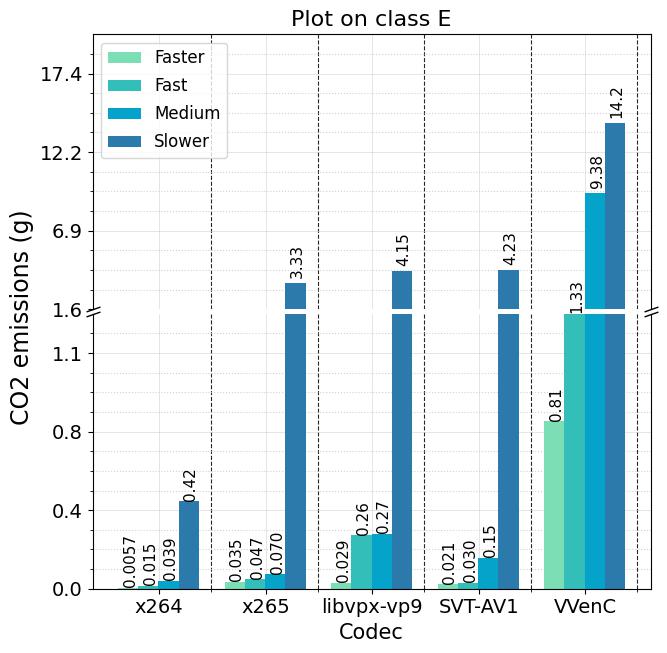 Plot on class E
Faster
Fast
Medium
Slower
CO2 emissions (g)
17.4
12.2
6.9
1.6
1.1
0.8
0.4
0.0
0.0057
0.015
0.039
0.42
0.035
0.047
0.070
3.33
0.029
0.26
0.27
4.15
0.021
0.030
0.15
4.23
0.81
1.33
9.38
14.2
x264
x265
libvpx-vp9
SVT-AV1
VVenC
Codec